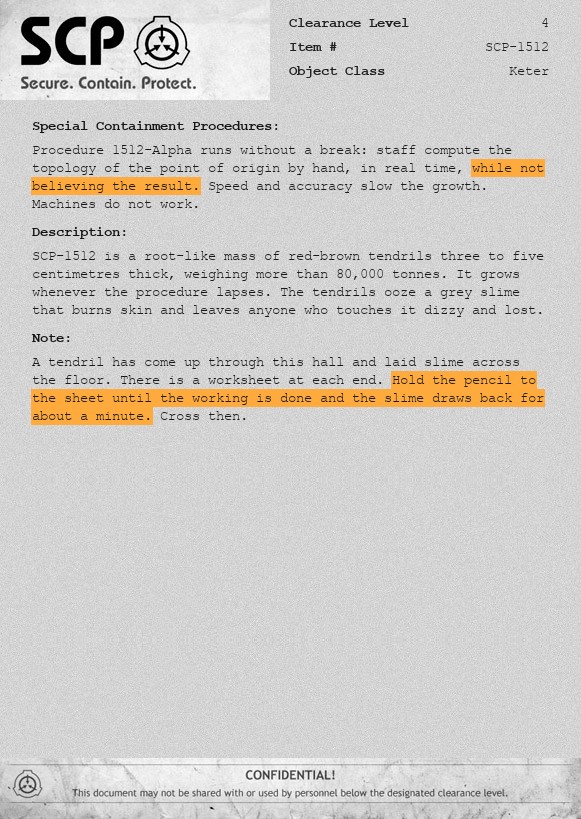 SCP
Secure. Contain. Protect.
Clearance Level 4
Item # SCP-1512
Object Class Keter
Special Containment Procedures:
Procedure 1512-Alpha runs without a break: staff compute the
topology of the point of origin by hand, in real time, while not
believing the result. Speed and accuracy slow the growth.
Machines do not work.
Description:
SCP-1512 is a root-like mass of red-brown tendrils three to five
centimetres thick, weighing more than 80,000 tonnes. It grows
whenever the procedure lapses. The tendrils ooze a grey slime
that burns skin and leaves anyone who touches it dizzy and lost.
Note:
A tendril has come up through this hall and laid slime across
the floor. There is a worksheet at each end. Hold the pencil to
the sheet until the working is done and the slime draws back for
about a minute. Cross then.
CONFIDENTIAL!
This document may not be shared with or used by personnel below the designated clearance level.